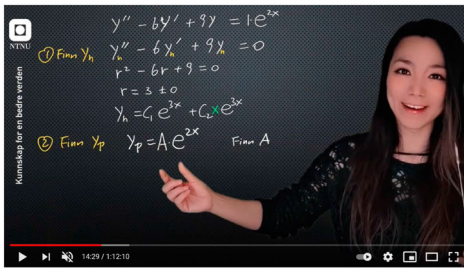 y'' - 6y' + 9y = 1·e^{2x}
NTNU
① Finn y_h y_h'' - 6y_h' + 9y_h = 0
r² - 6r + 9 = 0
r = 3 ± 0
y_h = C₁e^{3x} + C₂xe^{3x}
② Finn y_p y_p = A·e^{2x} Finn A
Kunnskap for en bedre verden
14:29 / 1:12:10